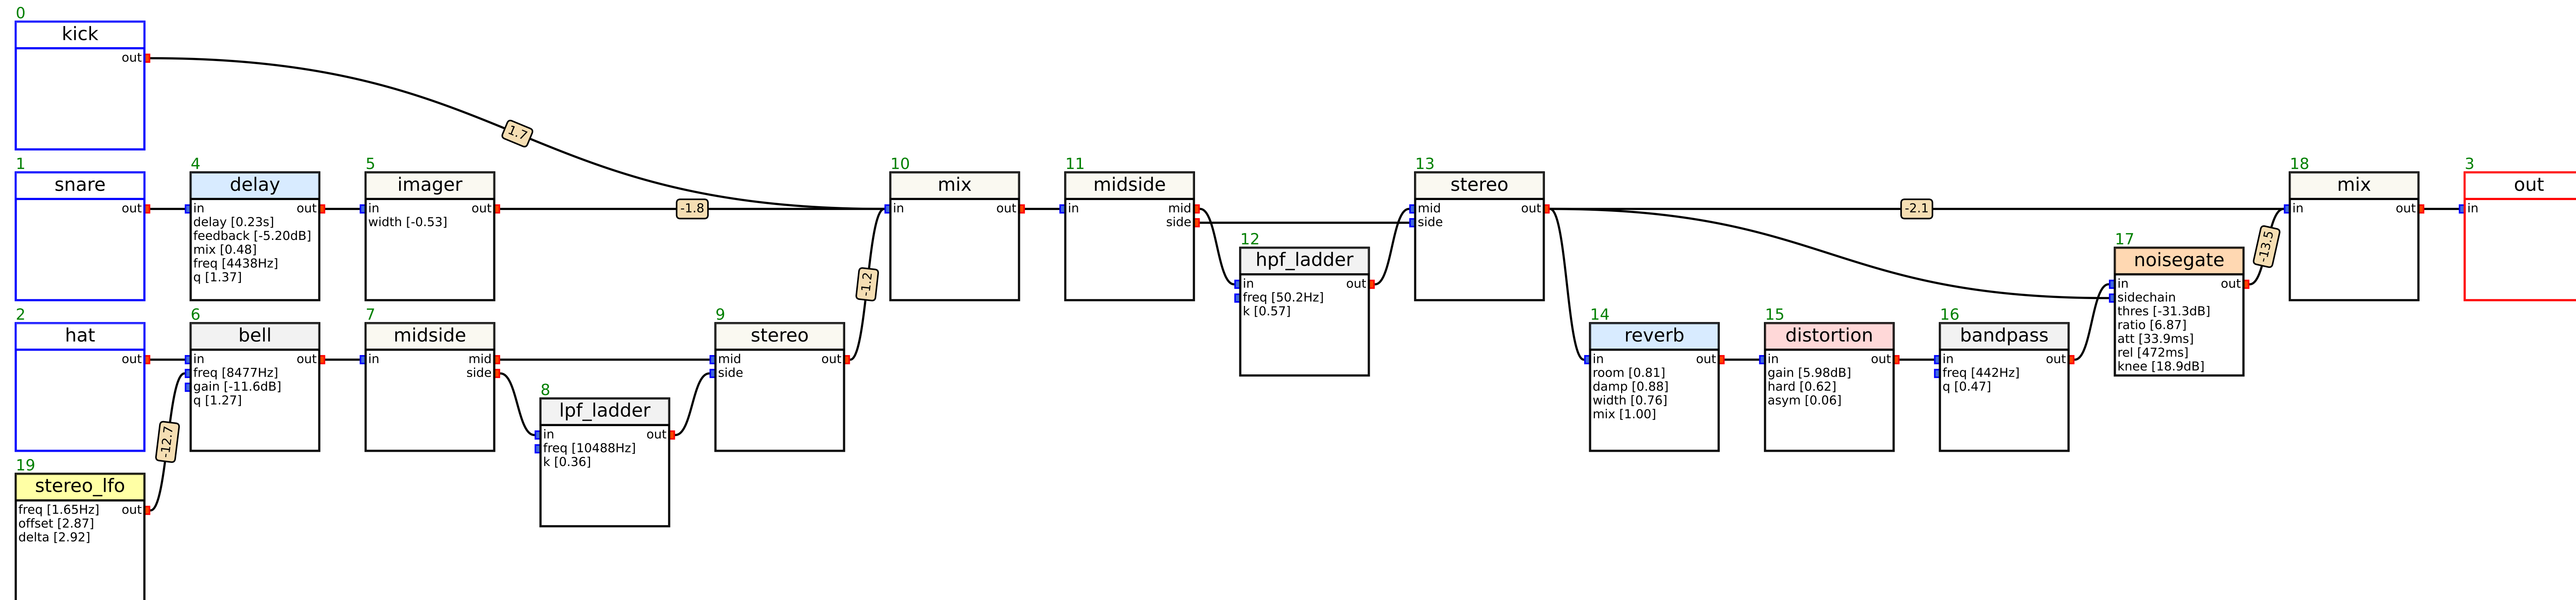 0
kick
out
1.7
1
snare
out
4
delay
in
out
delay [0.23s]
feedback [-5.20dB]
mix [0.48]
freq [4438Hz]
q [1.37]
5
imager
in
out
width [-0.53]
-1.8
2
hat
out
6
bell
in
out
freq [8477Hz]
gain [-11.6dB]
q [1.27]
7
midside
in
mid
side
8
lpf_ladder
in
out
freq [10488Hz]
k [0.36]
9
stereo
mid
out
side
-1.2
19
stereo_lfo
freq [1.65Hz]
out
offset [2.87]
delta [2.92]
-12.7
10
mix
in
out
11
midside
in
mid
side
12
hpf_ladder
in
out
freq [50.2Hz]
k [0.57]
13
stereo
mid
out
side
-2.1
14
reverb
in
out
room [0.81]
damp [0.88]
width [0.76]
mix [1.00]
15
distortion
in
out
gain [5.98dB]
hard [0.62]
asym [0.06]
16
bandpass
in
out
freq [442Hz]
q [0.47]
17
noisegate
in
out
sidechain
thres [-31.3dB]
ratio [6.87]
att [33.9ms]
rel [472ms]
knee [18.9dB]
-13.5
18
mix
in
out
3
out
in